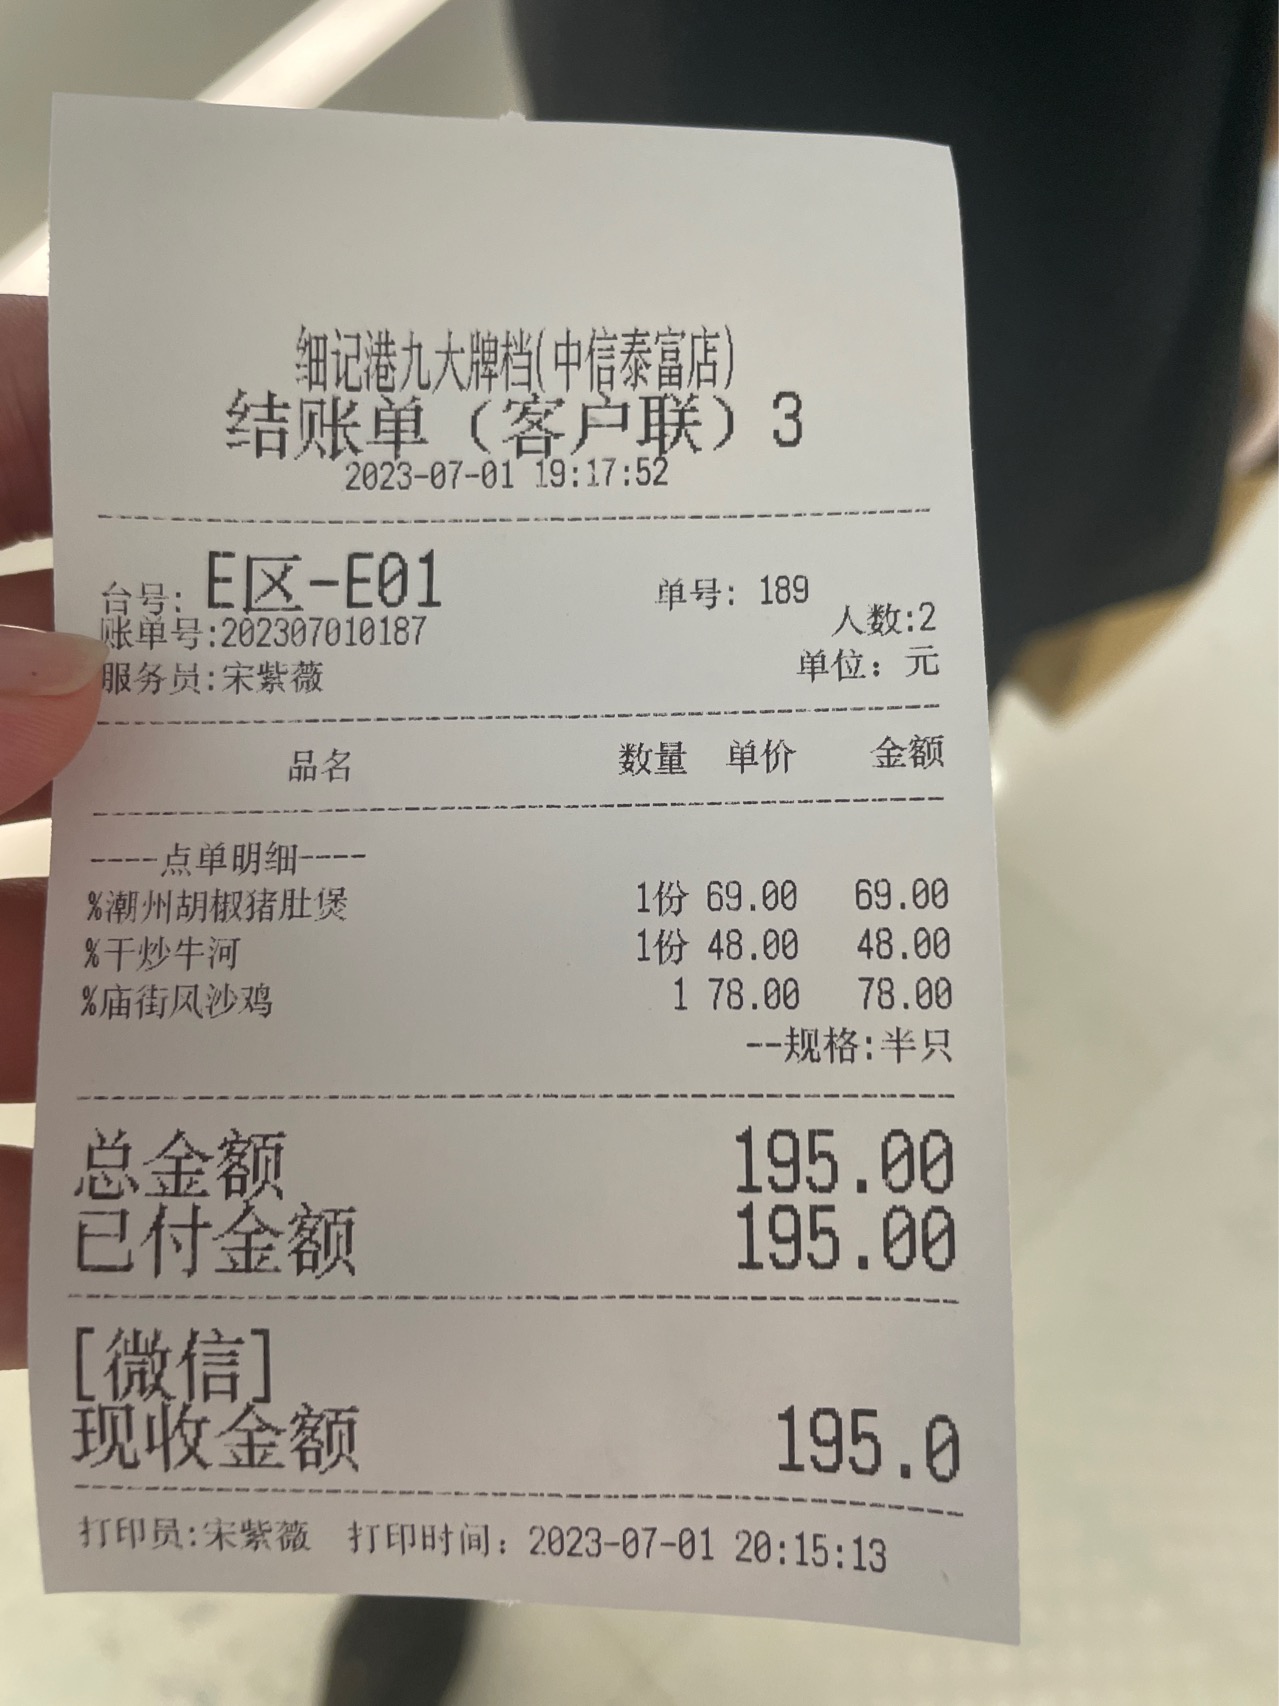 细记港九大牌档(中信泰富店)
结账单（客户联）3
2023-07-01 19:17:52
台号: E区-E01 单号: 189
账单号:202307010187 人数:2
服务员:宋紫薇 单位：元
品名 数量 单价 金额
----点单明细----
%潮州胡椒猪肚煲 1份 69.00 69.00
%干炒牛河 1份 48.00 48.00
%庙街风沙鸡 1 78.00 78.00
--规格:半只
总金额 195.00
已付金额 195.00
[微信]
现收金额 195.0
打印员:宋紫薇 打印时间：2023-07-01 20:15:13